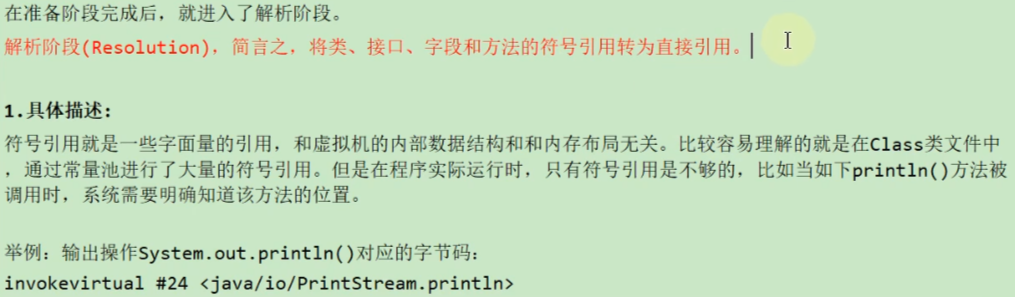 在准备阶段完成后，就进入了解析阶段。
解析阶段(Resolution)，简言之，将类、接口、字段和方法的符号引用转为直接引用。
1.具体描述：
符号引用就是一些字面量的引用，和虚拟机的内部数据结构和和内存布局无关。比较容易理解的就是在Class类文件中
，通过常量池进行了大量的符号引用。但是在程序实际运行时，只有符号引用是不够的，比如当如下println()方法被
调用时，系统需要明确知道该方法的位置。
举例：输出操作System.out.println()对应的字节码：
invokevirtual #24 <java/io/PrintStream.println>